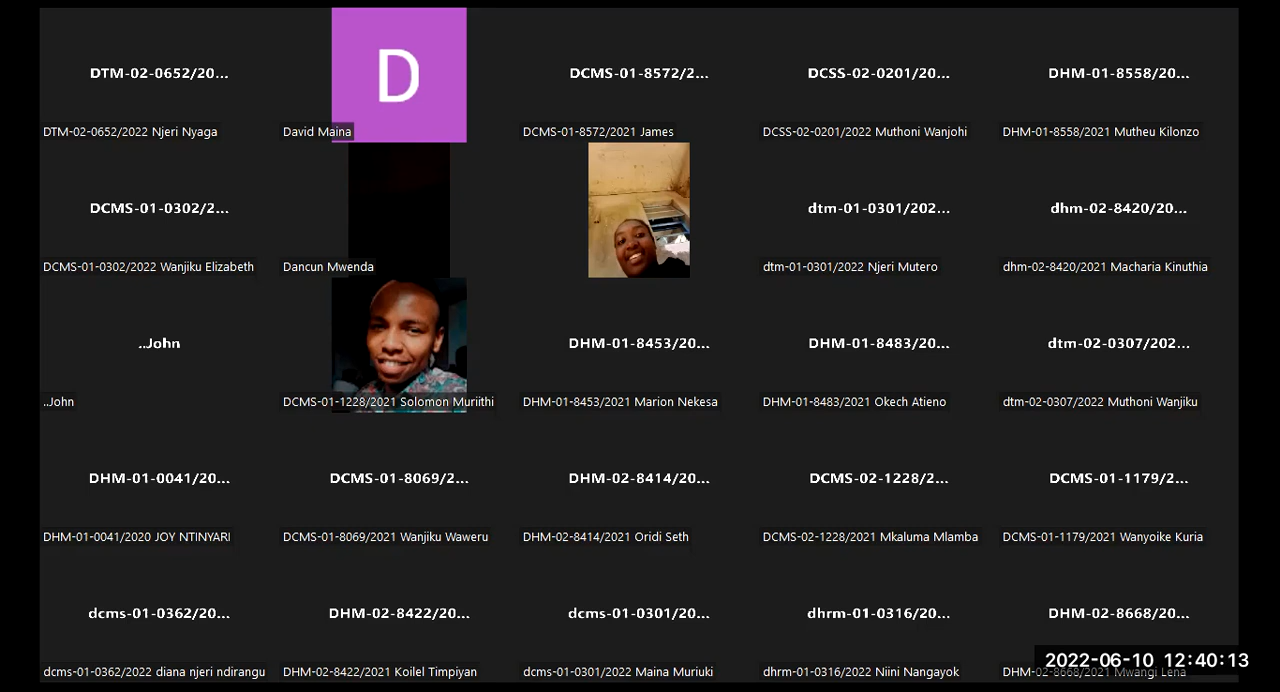 DTM-02-0652/20...
D
DCMS-01-8572/2...
DCSS-02-0201/20...
DHM-01-8558/20...
DTM-02-0652/2022 Njeri Nyaga
David Maina
DCMS-01-8572/2021 James
DCSS-02-0201/2022 Muthoni Wanjohi
DHM-01-8558/2021 Mutheu Kilonzo
DCMS-01-0302/2...
dtm-01-0301/202...
dhm-02-8420/20...
DCMS-01-0302/2022 Wanjiku Elizabeth
Dancun Mwenda
dtm-01-0301/2022 Njeri Mutero
dhm-02-8420/2021 Macharia Kinuthia
..John
DHM-01-8453/20...
DHM-01-8483/20...
dtm-02-0307/202...
..John
DCMS-01-1228/2021 Solomon Muriithi
DHM-01-8453/2021 Marion Nekesa
DHM-01-8483/2021 Okech Atieno
dtm-02-0307/2022 Muthoni Wanjiku
DHM-01-0041/20...
DCMS-01-8069/2...
DHM-02-8414/20...
DCMS-02-1228/2...
DCMS-01-1179/2...
DHM-01-0041/2020 JOY NTINYARI
DCMS-01-8069/2021 Wanjiku Waweru
DHM-02-8414/2021 Oridi Seth
DCMS-02-1228/2021 Mkaluma Mlamba
DCMS-01-1179/2021 Wanyoike Kuria
dcms-01-0362/20...
DHM-02-8422/20...
dcms-01-0301/20...
dhrm-01-0316/20...
DHM-02-8668/20...
dcms-01-0362/2022 diana njeri ndirangu
DHM-02-8422/2021 Koilel Timpiyan
dcms-01-0301/2022 Maina Muriuki
dhrm-01-0316/2022 Niini Nangayok
DHM-02-8668/2021 Mwangi Lena
2022-06-10 12:40:13